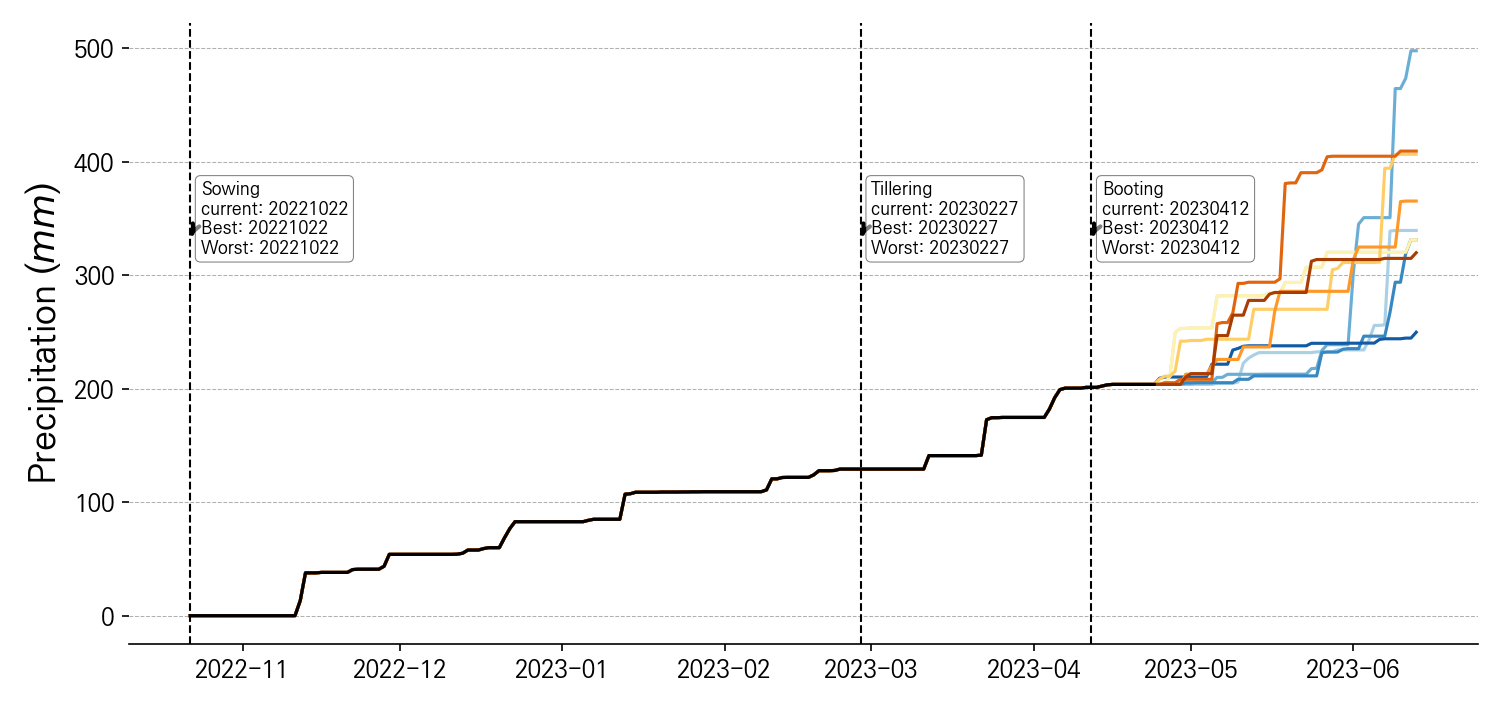 Precipitation (mm)
500
400
300
200
100
0
Sowing
current: 20221022
Best: 20221022
Worst: 20221022
Tillering
current: 20230227
Best: 20230227
Worst: 20230227
Booting
current: 20230412
Best: 20230412
Worst: 20230412
2022−11 2022−12 2023−01 2023−02 2023−03 2023−04 2023−05 2023−06